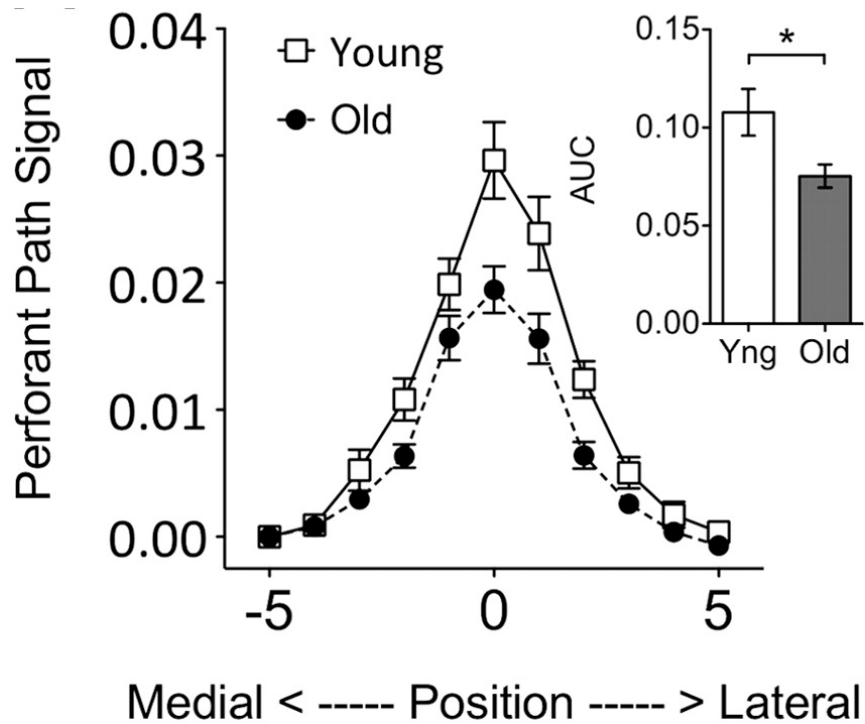 Perforant Path Signal
0.04
0.03
0.02
0.01
0.00
Young
Old
-5 0 5
Medial < ----- Position ----- > Lateral
AUC
0.15
0.10
0.05
0.00
*
Yng Old